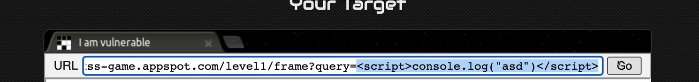 Your Target
I am vulnerable
URL ss-game.appspot.com/level1/frame?query=<script>console.log("asd")</script> Go